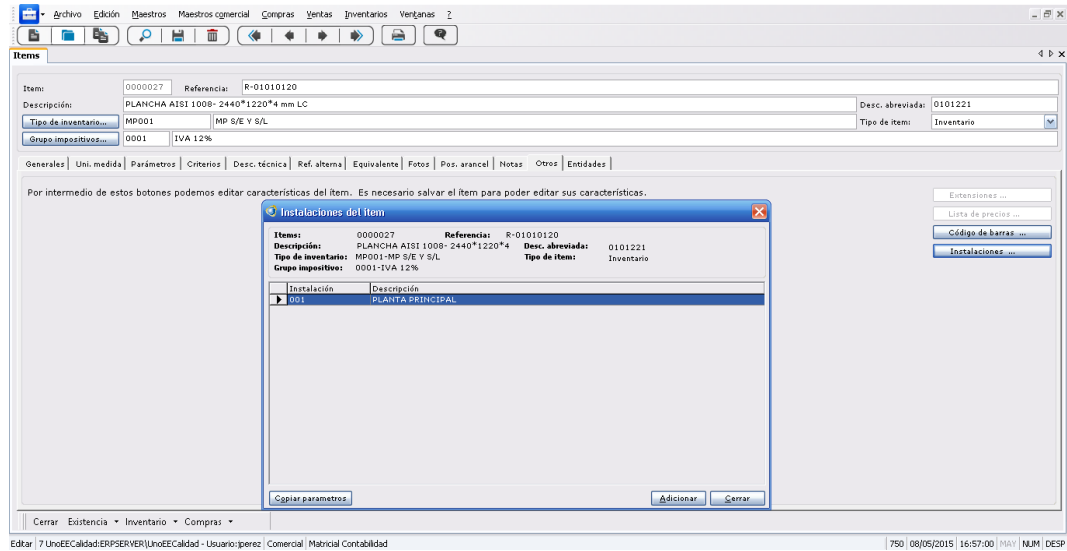 Archivo Edición Maestros Maestros comercial Compras Ventas Inventarios Ventanas ?
Items
Item: 0000027 Referencia: R-01010120
Descripción: PLANCHA AISI 1008- 2440*1220*4 mm LC Desc. abreviada: 0101221
Tipo de inventario... MP001 MP S/E Y S/L Tipo de item: Inventario
Grupo impositivos... 0001 IVA 12%
Generales Uni. medida Parámetros Criterios Desc. técnica Ref. alterna Equivalente Fotos Pos. arancel Notas Otros Entidades
Por intermedio de estos botones podemos editar características del ítem. Es necesario salvar el ítem para poder editar sus características.
Extensiones ...
Lista de precios ...
Código de barras ...
Instalaciones ...
Instalaciones del item
Items: 0000027 Referencia: R-01010120
Descripción: PLANCHA AISI 1008- 2440*1220*4 Desc. abreviada: 0101221
Tipo de inventario: MP001-MP S/E Y S/L Tipo de item: Inventario
Grupo impositivo: 0001-IVA 12%
Instalación Descripción
001 PLANTA PRINCIPAL
Copiar parametros Adicionar Cerrar
Cerrar Existencia Inventario Compras
Editar 7 UnoEECalidad:ERPSERVER\UnoEECalidad - Usuario:jperez Comercial Matricial Contabilidad 750 08/05/2015 16:57:00 MAY NUM DESP